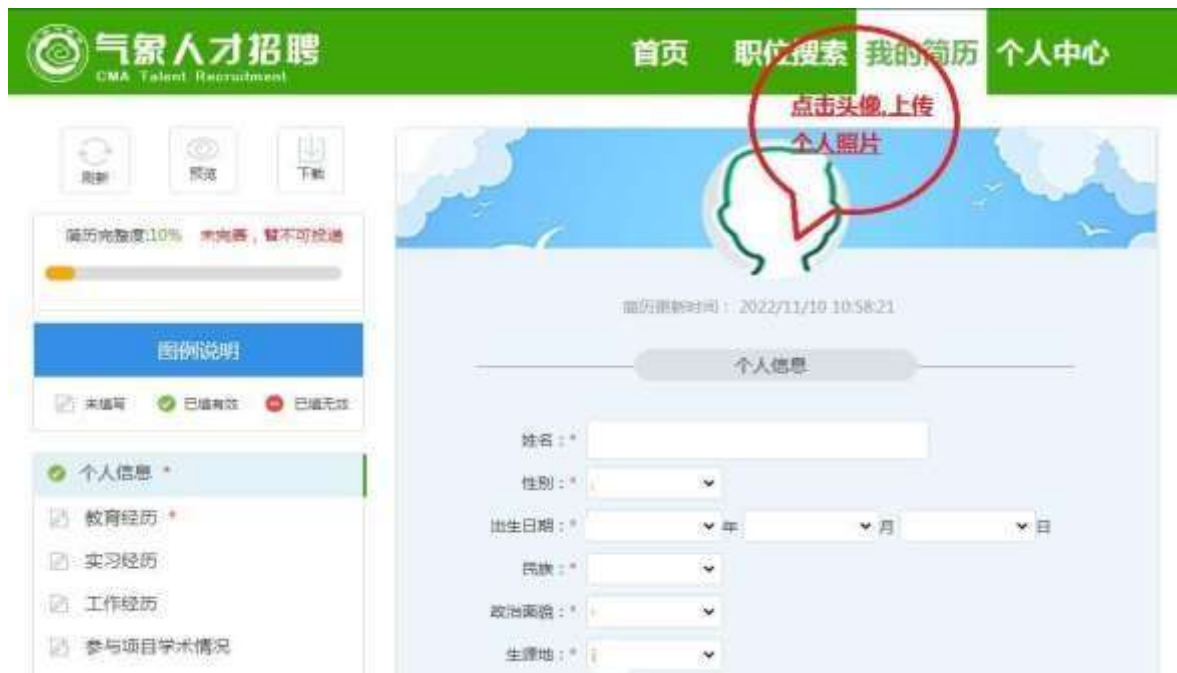 气象人才招聘
CMA Talent Recruitment
首页 职位搜索 我的简历 个人中心
点击头像,上传
个人照片
刷新 预览 下载
简历完整度:10% 未完善，暂不可投递
简历更新时间： 2022/11/10 10:58:21
图例说明
个人信息
未填写 已填有效 已填无效
姓名：*
个人信息 *
性别：*
教育经历 *
出生日期：* 年 月 日
实习经历
民族：*
工作经历
政治面貌：*
参与项目学术情况
生源地：*